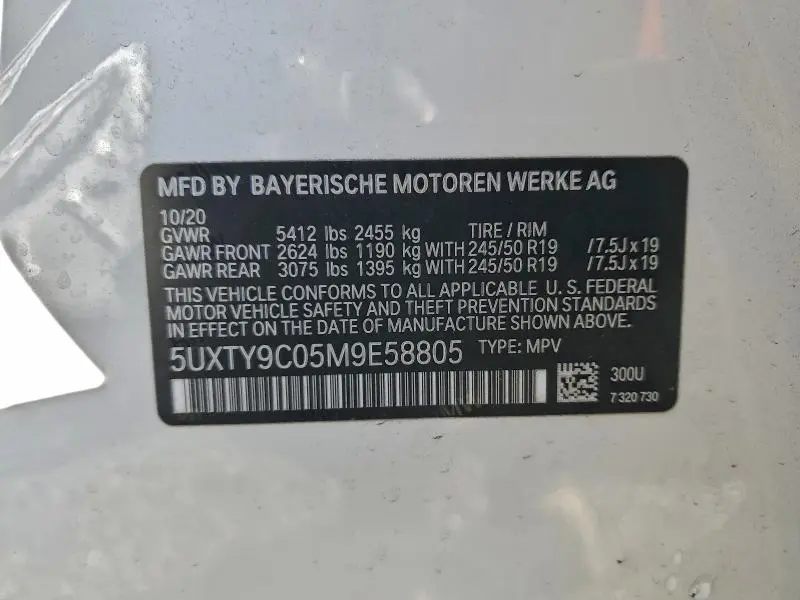 MFD BY BAYERISCHE MOTOREN WERKE AG
10/20
GVWR 5412 lbs 2455 kg TIRE / RIM
GAWR FRONT 2624 lbs 1190 kg WITH 245/50 R19 /7.5J x 19
GAWR REAR 3075 lbs 1395 kg WITH 245/50 R19 /7.5J x 19
THIS VEHICLE CONFORMS TO ALL APPLICABLE U. S. FEDERAL
MOTOR VEHICLE SAFETY AND THEFT PREVENTION STANDARDS
IN EFFECT ON THE DATE OF MANUFACTURE SHOWN ABOVE.
5UXTY9C05M9E58805 TYPE: MPV
300U
7 320 730